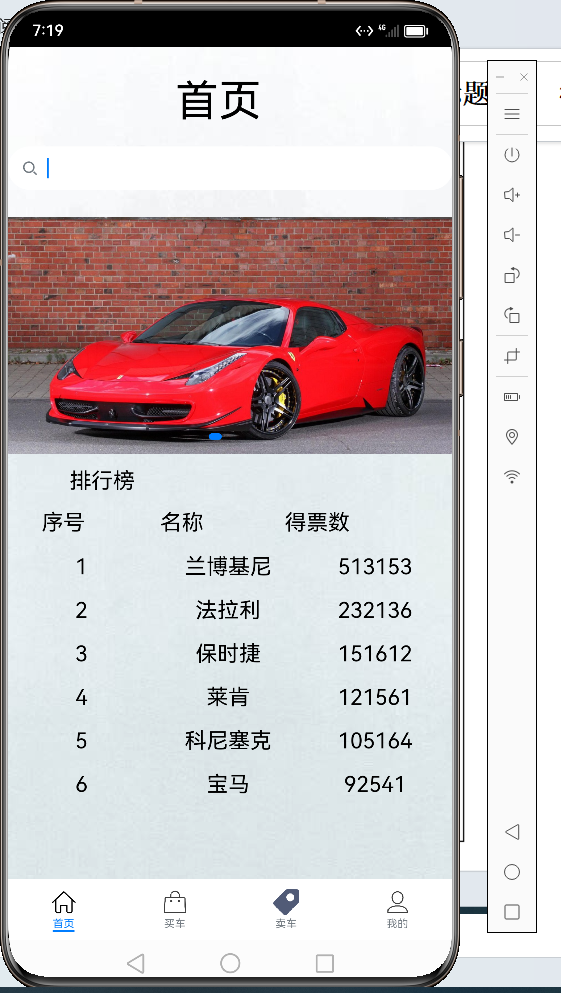 7:19
4G
题
首页
排行榜
序号 名称 得票数
1 兰博基尼 513153
2 法拉利 232136
3 保时捷 151612
4 莱肯 121561
5 科尼塞克 105164
6 宝马 92541
首页 买车 卖车 我的